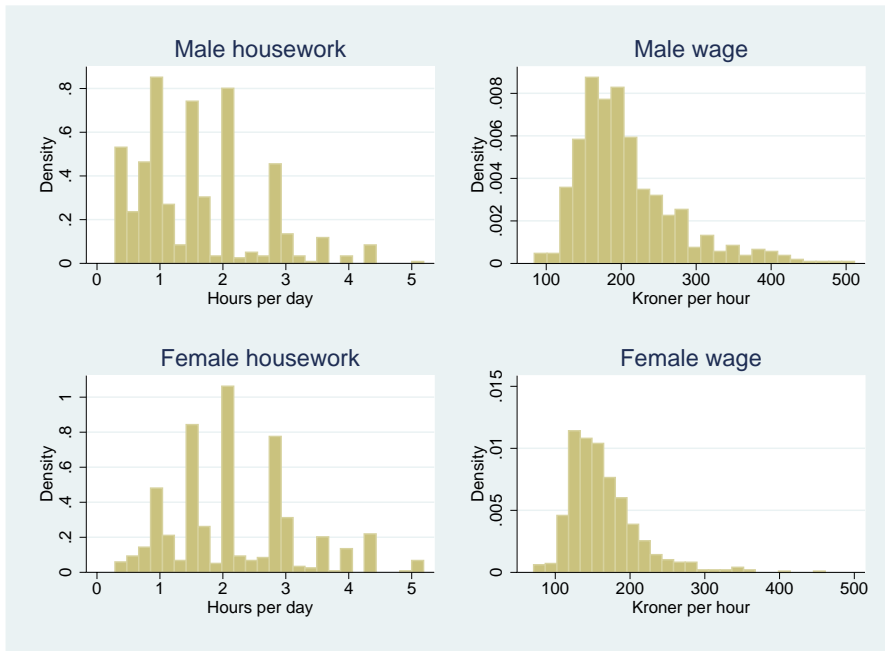 Male housework
Density
0 .2 .4 .6 .8
0 1 2 3 4 5
Hours per day
Male wage
Density
0 .002 .004 .006 .008
100 200 300 400 500
Kroner per hour
Female housework
Density
0 .2 .4 .6 .8 1
0 1 2 3 4 5
Hours per day
Female wage
Density
0 .005 .01 .015
100 200 300 400 500
Kroner per hour